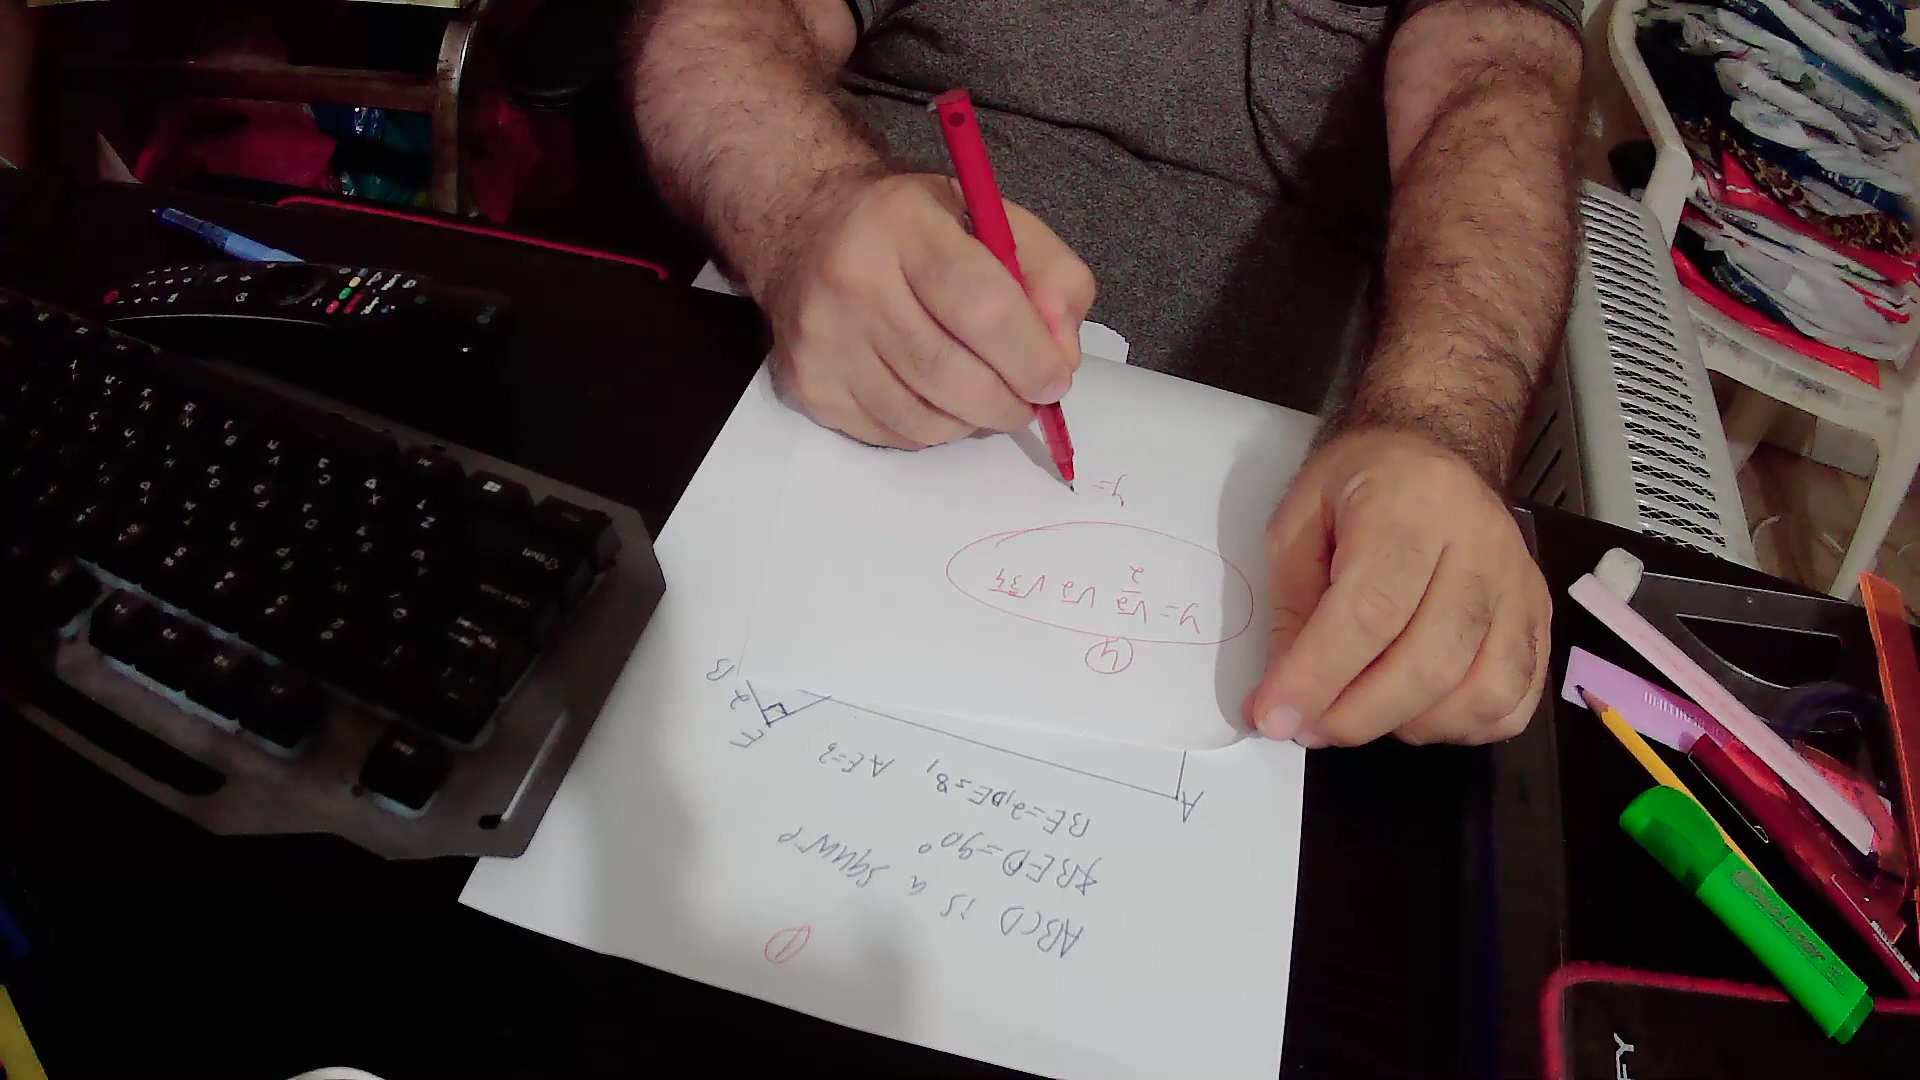 ①
ABCD is a square
∡BED=90°
BE=2, DE=8, AE=?
A
E
2
B
④
y = √2/2 √2 √34
y =